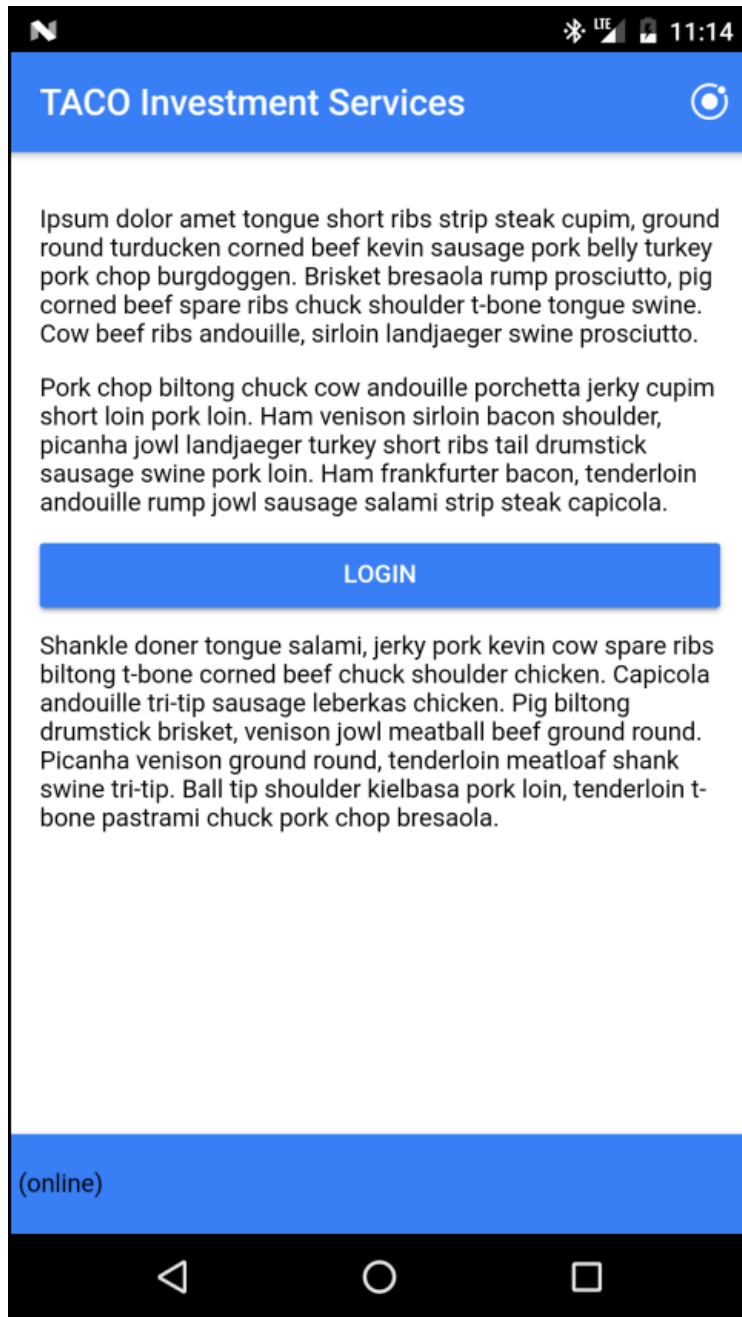 LTE 11:14
TACO Investment Services
Ipsum dolor amet tongue short ribs strip steak cupim, ground
round turducken corned beef kevin sausage pork belly turkey
pork chop burgdoggen. Brisket bresaola rump prosciutto, pig
corned beef spare ribs chuck shoulder t-bone tongue swine.
Cow beef ribs andouille, sirloin landjaeger swine prosciutto.
Pork chop biltong chuck cow andouille porchetta jerky cupim
short loin pork loin. Ham venison sirloin bacon shoulder,
picanha jowl landjaeger turkey short ribs tail drumstick
sausage swine pork loin. Ham frankfurter bacon, tenderloin
andouille rump jowl sausage salami strip steak capicola.
LOGIN
Shankle doner tongue salami, jerky pork kevin cow spare ribs
biltong t-bone corned beef chuck shoulder chicken. Capicola
andouille tri-tip sausage leberkas chicken. Pig biltong
drumstick brisket, venison jowl meatball beef ground round.
Picanha venison ground round, tenderloin meatloaf shank
swine tri-tip. Ball tip shoulder kielbasa pork loin, tenderloin t-
bone pastrami chuck pork chop bresaola.
(online)